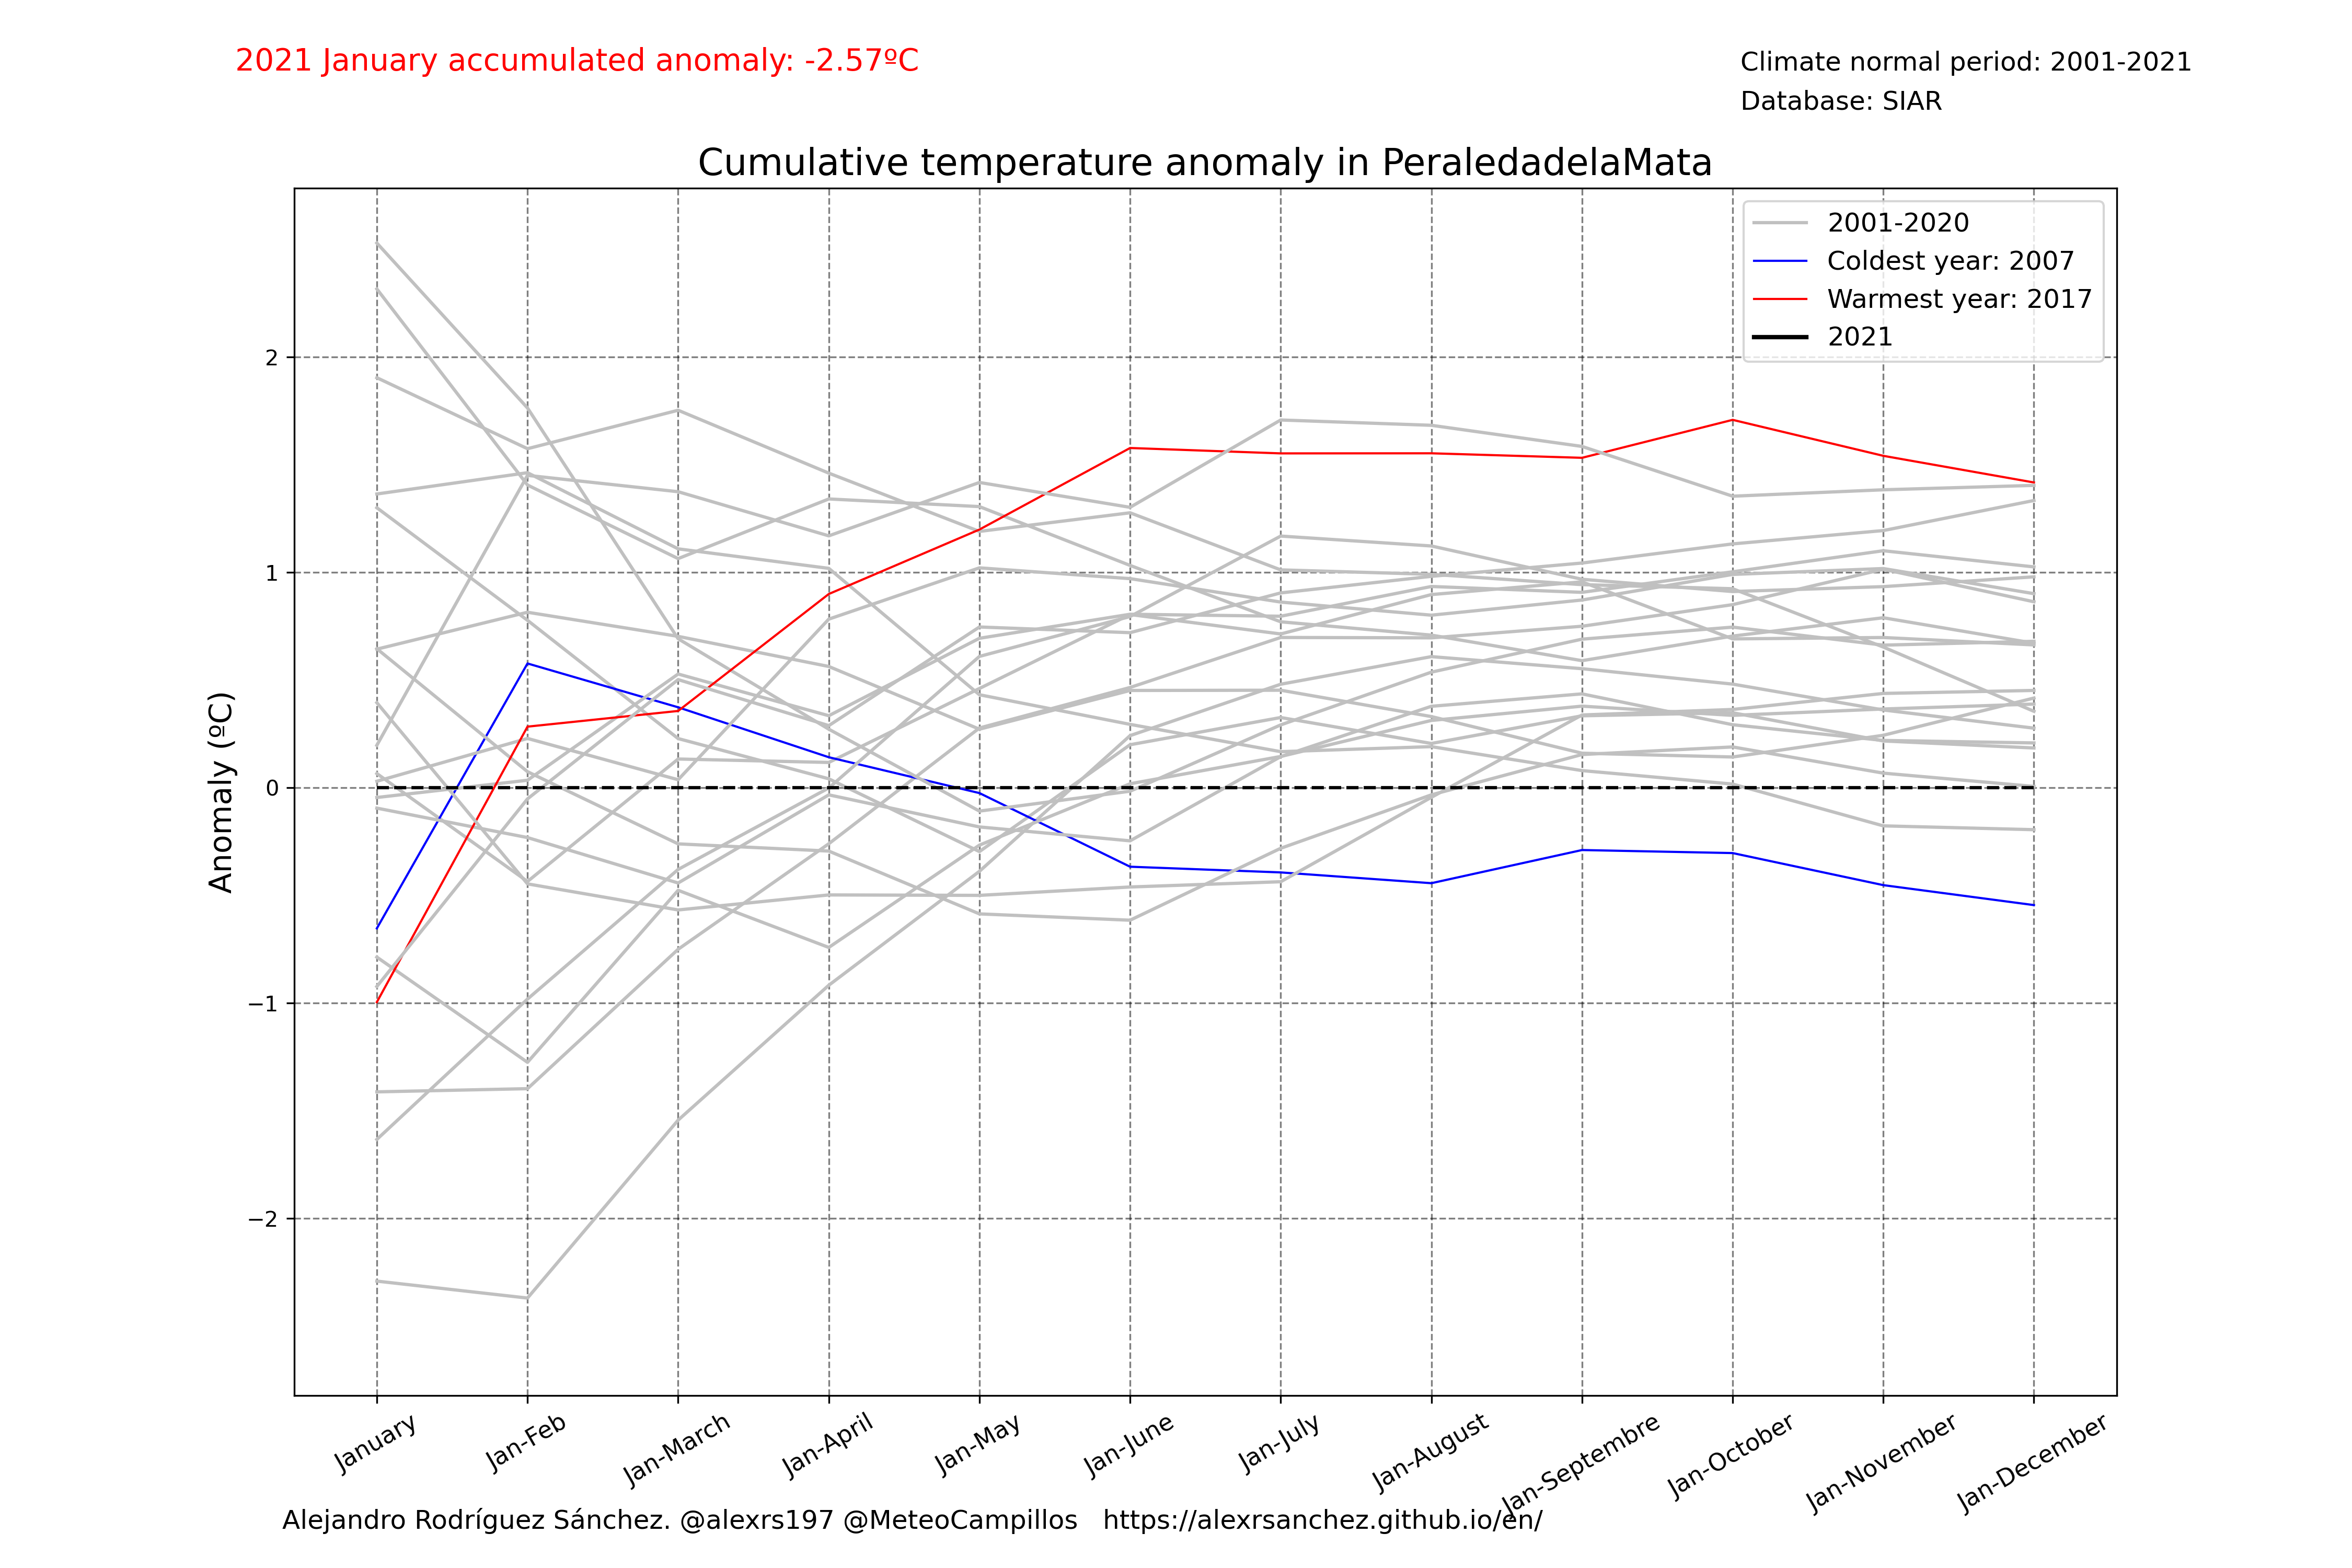 2021 January accumulated anomaly: -2.57ºC
Climate normal period: 2001-2021
Database: SIAR
Cumulative temperature anomaly in PeraledadelaMata
2001-2020
Coldest year: 2007
Warmest year: 2017
2021
Anomaly (ºC)
2
1
0
−1
−2
January
Jan-Feb
Jan-March
Jan-April
Jan-May
Jan-June
Jan-July
Jan-August
Jan-Septembre
Jan-October
Jan-November
Jan-December
Alejandro Rodríguez Sánchez. @alexrs197 @MeteoCampillos   https://alexrsanchez.github.io/en/